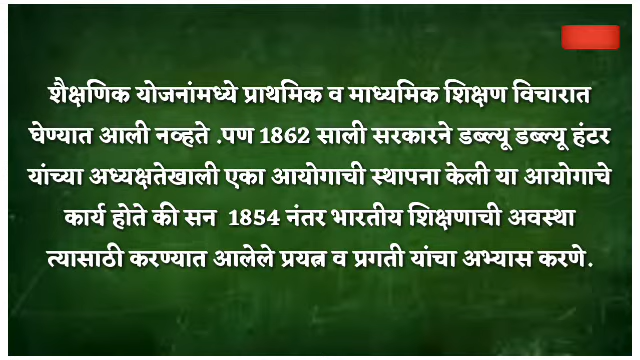 शैक्षणिक योजनांमध्ये प्राथमिक व माध्यमिक शिक्षण विचारात
घेण्यात आली नव्हते .पण 1862 साली सरकारने डब्ल्यू डब्ल्यू हंटर
यांच्या अध्यक्षतेखाली एका आयोगाची स्थापना केली या आयोगाचे
कार्य होते की सन 1854 नंतर भारतीय शिक्षणाची अवस्था
त्यासाठी करण्यात आलेले प्रयत्न व प्रगती यांचा अभ्यास करणे.